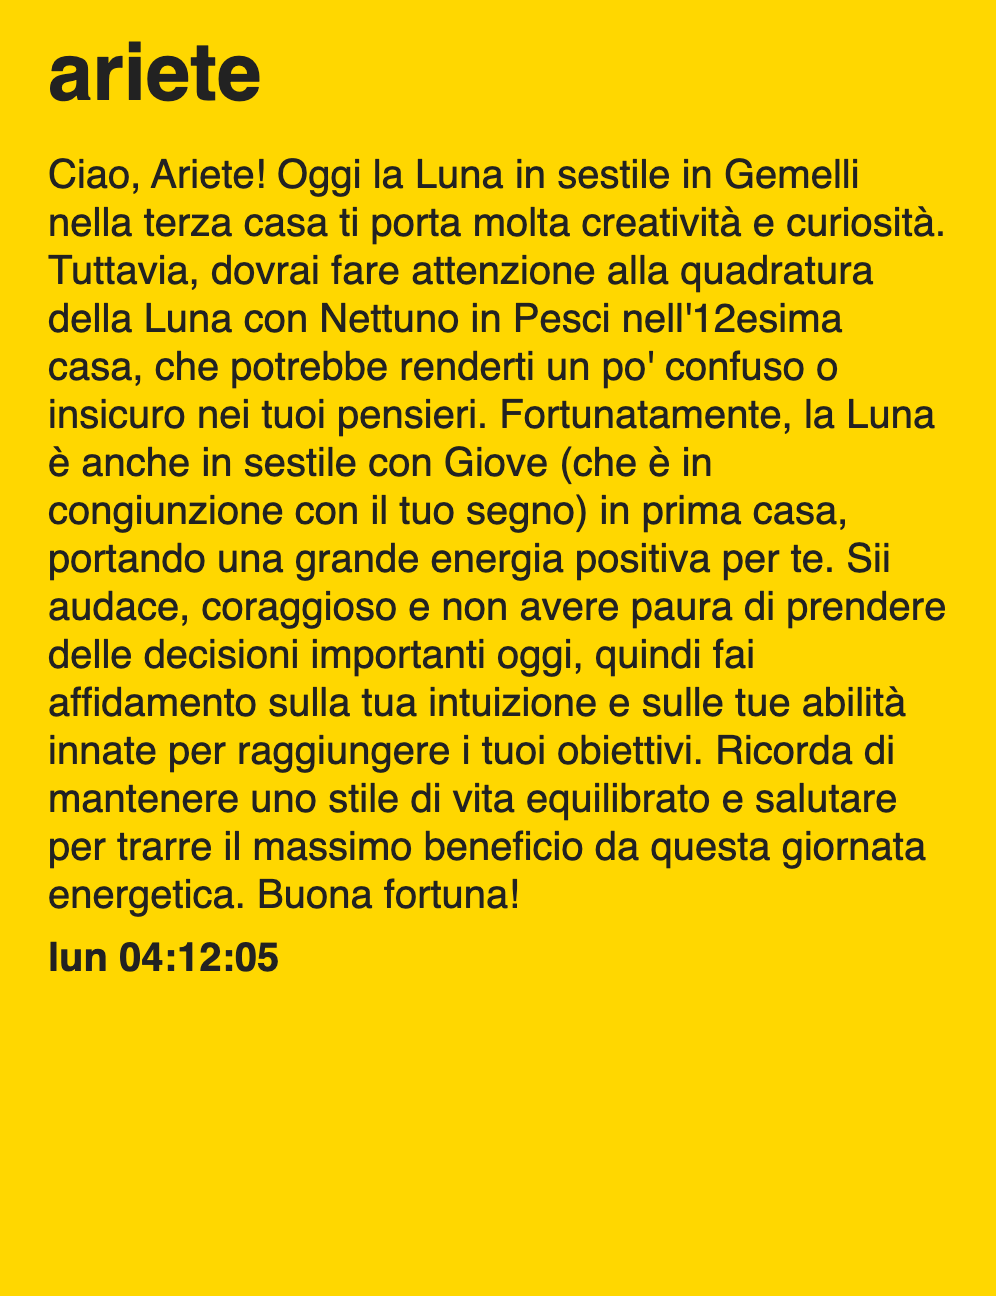 ariete
Ciao, Ariete! Oggi la Luna in sestile in Gemelli
nella terza casa ti porta molta creatività e curiosità.
Tuttavia, dovrai fare attenzione alla quadratura
della Luna con Nettuno in Pesci nell'12esima
casa, che potrebbe renderti un po' confuso o
insicuro nei tuoi pensieri. Fortunatamente, la Luna
è anche in sestile con Giove (che è in
congiunzione con il tuo segno) in prima casa,
portando una grande energia positiva per te. Sii
audace, coraggioso e non avere paura di prendere
delle decisioni importanti oggi, quindi fai
affidamento sulla tua intuizione e sulle tue abilità
innate per raggiungere i tuoi obiettivi. Ricorda di
mantenere uno stile di vita equilibrato e salutare
per trarre il massimo beneficio da questa giornata
energetica. Buona fortuna!
lun 04:12:05